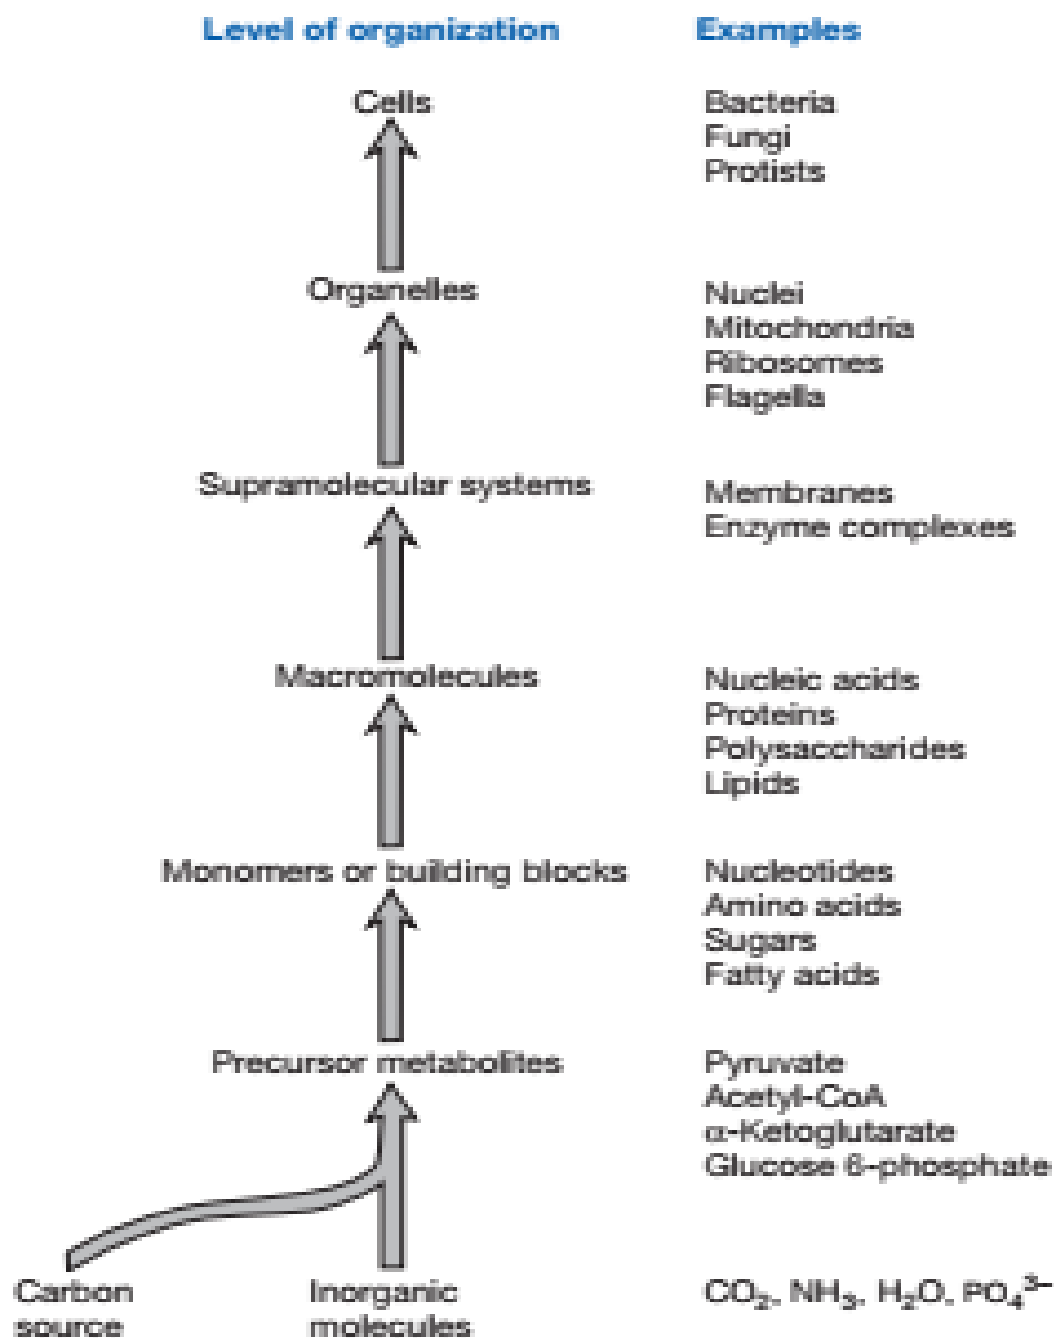 Level of organization Examples
Cells Bacteria
Fungi
Protists
Organelles Nuclei
Mitochondria
Ribosomes
Flagella
Supramolecular systems Membranes
Enzyme complexes
Macromolecules Nucleic acids
Proteins
Polysaccharides
Lipids
Monomers or building blocks Nucleotides
Amino acids
Sugars
Fatty acids
Precursor metabolites Pyruvate
Acetyl-CoA
α-Ketoglutarate
Glucose 6-phosphate
Carbon source Inorganic molecules CO₂, NH₃, H₂O, PO₄³⁻